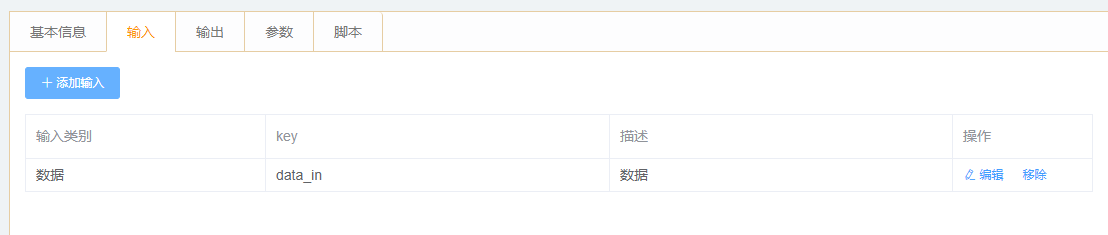 基本信息 输入 输出 参数 脚本
添加输入
输入类别 key 描述 操作
数据 data_in 数据 编辑 移除